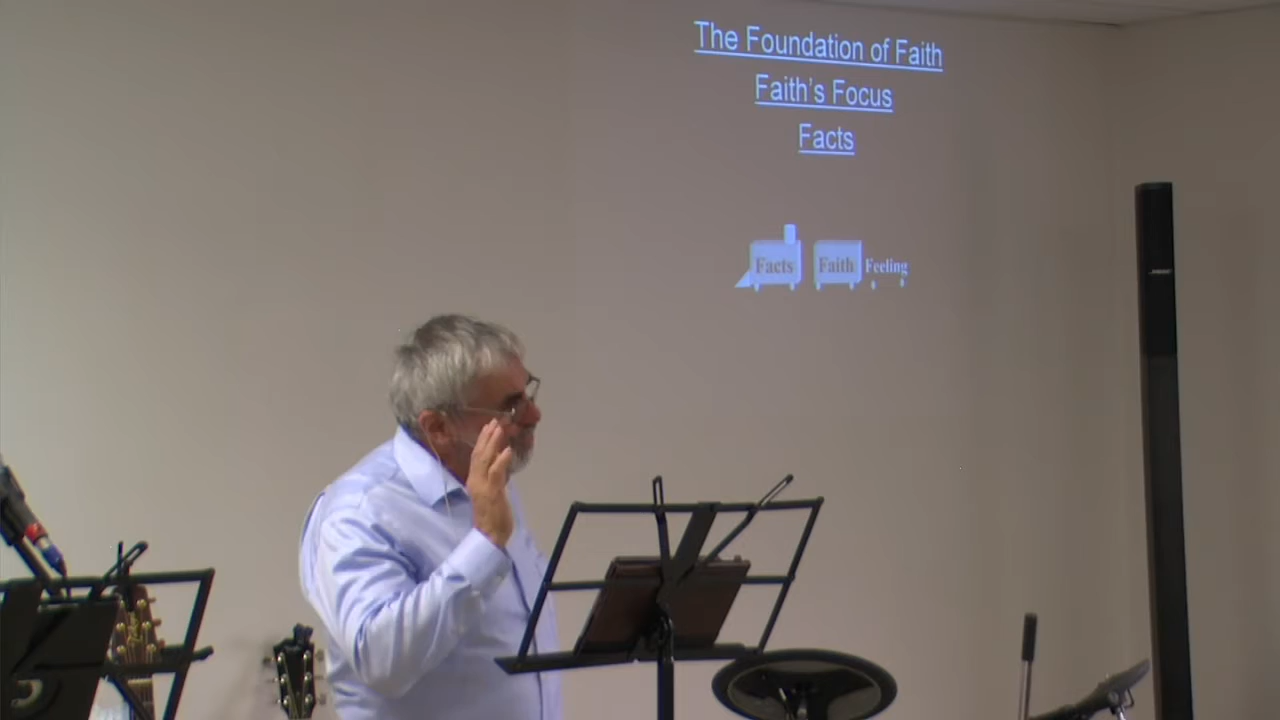 The Foundation of Faith
Faith's Focus
Facts
Facts Faith Feeling